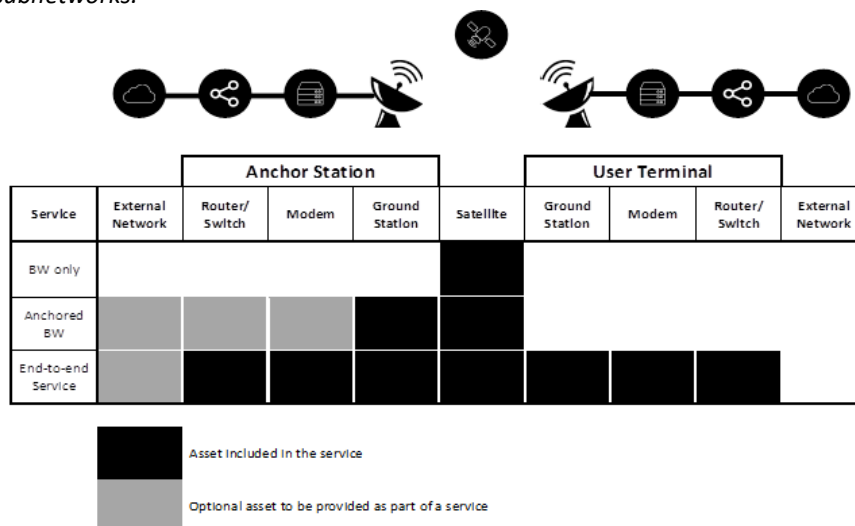 subnetworks.
Anchor Station User Terminal
Service External Network Router/ Switch Modem Ground Station Satellite Ground Station Modem Router/ Switch External Network
BW only
Anchored BW
End-to-end Service
Asset included in the service
Optional asset to be provided as part of a service